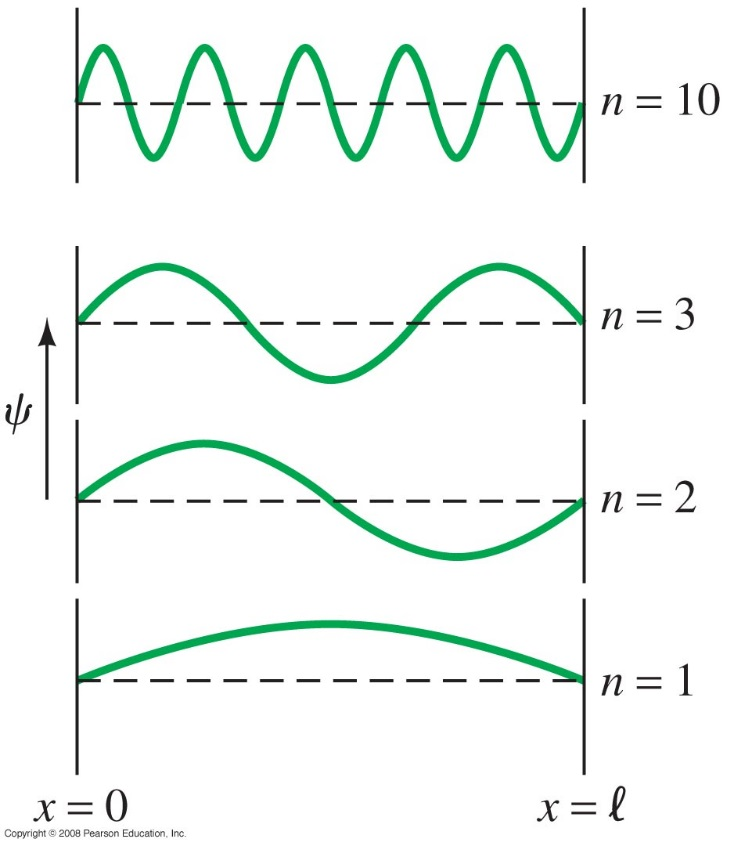 n = 10
n = 3
ψ
n = 2
n = 1
x = 0
x = ℓ
Copyright © 2008 Pearson Education, Inc.